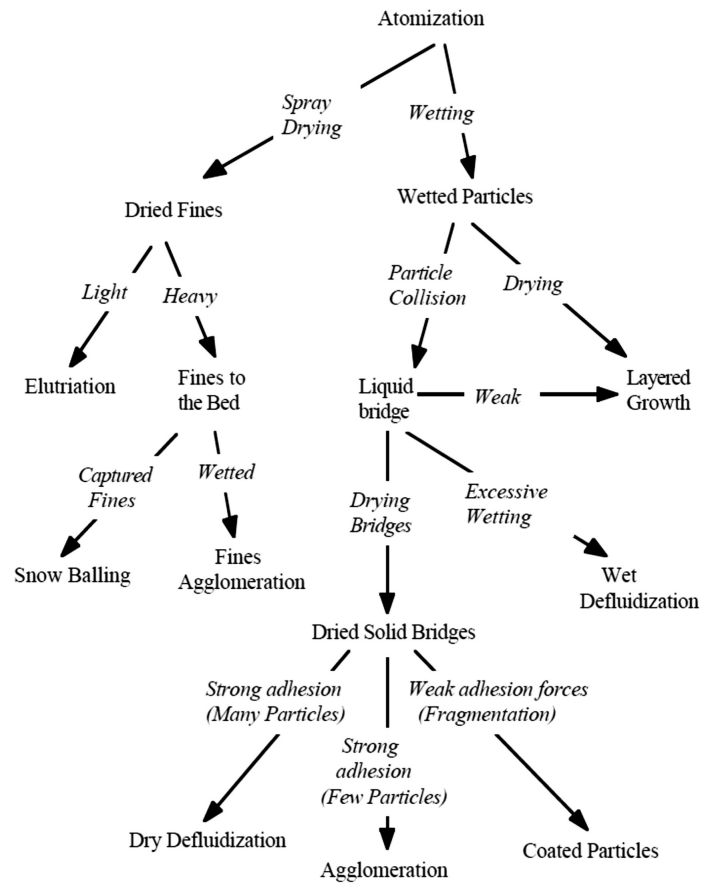 Atomization
Spray
Drying
Wetting
Dried Fines
Wetted Particles
Light
Heavy
Particle
Collision
Drying
Elutriation
Fines to
the Bed
Liquid
bridge
Weak
Layered
Growth
Captured
Fines
Wetted
Drying
Bridges
Excessive
Wetting
Snow Balling
Fines
Agglomeration
Wet
Defluidization
Dried Solid Bridges
Strong adhesion
(Many Particles)
Strong
adhesion
(Few Particles)
Weak adhesion forces
(Fragmentation)
Dry Defluidization
Agglomeration
Coated Particles